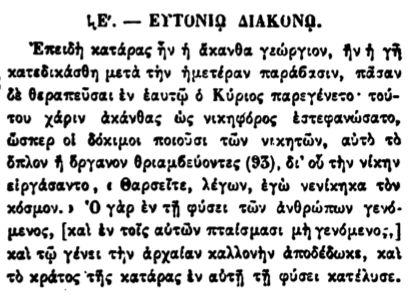 ϟΕ'. — ΕΥΤΟΝΙῼ ΔΙΑΚΟΝῼ.
Ἐπειδὴ κατάρας ἦν ἡ ἄκανθα γεώργιον, ἣν ἡ γῆ
κατεδικάσθη μετὰ τὴν ἡμετέραν παράβασιν, πᾶσαν
δὲ θεραπεῦσαι ἐν ἑαυτῷ ὁ Κύριος παρεγένετο· τού-
του χάριν ἀκάνθας ὡς νικηφόρος ἐστεφανώσατο,
ὥσπερ οἱ δόκιμοι ποιοῦσι τῶν νικητῶν, αὐτὸ τὸ
ὅπλον ἢ ὄργανον θριαμβεύοντες (93), δι' οὗ τὴν νίκην
εἰργάσαντο, « Θαρσεῖτε, λέγων, ἐγὼ νενίκηκα τὸν
κόσμον. » Ὁ γὰρ ἐν τῇ φύσει τῶν ἀνθρώπων γενό-
μενος, [καὶ ἐν τοῖς αὐτῶν πταίσμασι μὴ γενόμενος,]
καὶ τῷ γένει τὴν ἀρχαίαν καλλονὴν ἀποδέδωκε, καὶ
τὸ κράτος τῆς κατάρας ἐν αὐτῇ τῇ φύσει κατέλυσε.